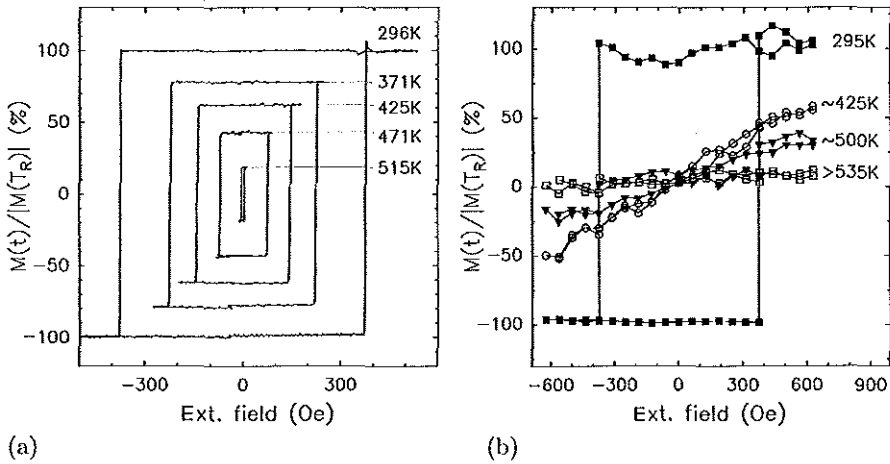 100
50
0
−50
−100
M(t)/|M(T_R)| (%)
296K
371K
425K
471K
515K
−300
0
300
Ext. field (Oe)
(a)
100
50
0
−50
−100
M(t)/|M(T_R)| (%)
295K
~425K
~500K
>535K
−600
−300
0
300
600
900
Ext. field (Oe)
(b)